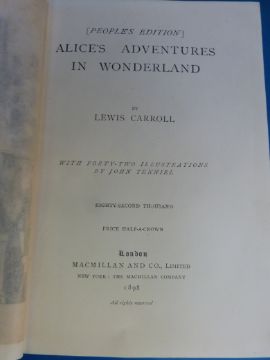 [PEOPLE'S EDITION]
ALICE'S ADVENTURES
IN WONDERLAND
BY
LEWIS CARROLL
WITH FORTY-TWO ILLUSTRATIONS
BY JOHN TENNIEL
EIGHTY-SECOND THOUSAND
PRICE HALF-A-CROWN
London
MACMILLAN AND CO., LIMITED
NEW YORK: THE MACMILLAN COMPANY
1898
All rights reserved